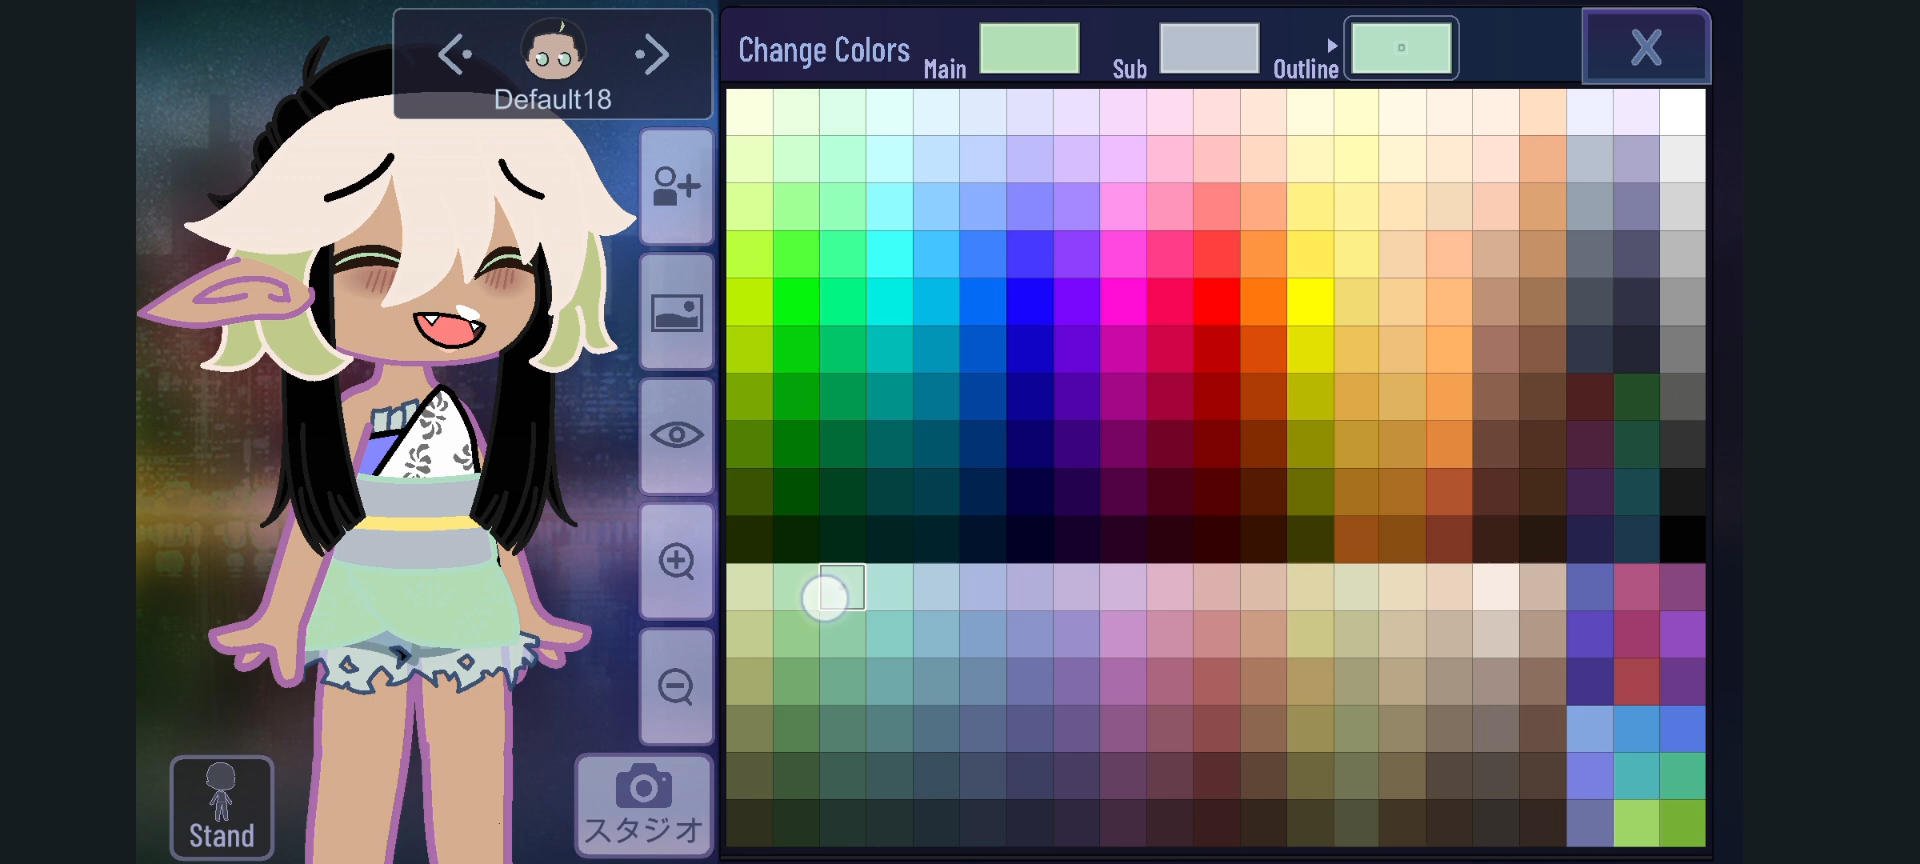 Default18
Change Colors
Main
Sub
Outline
X
Stand
スタジオ